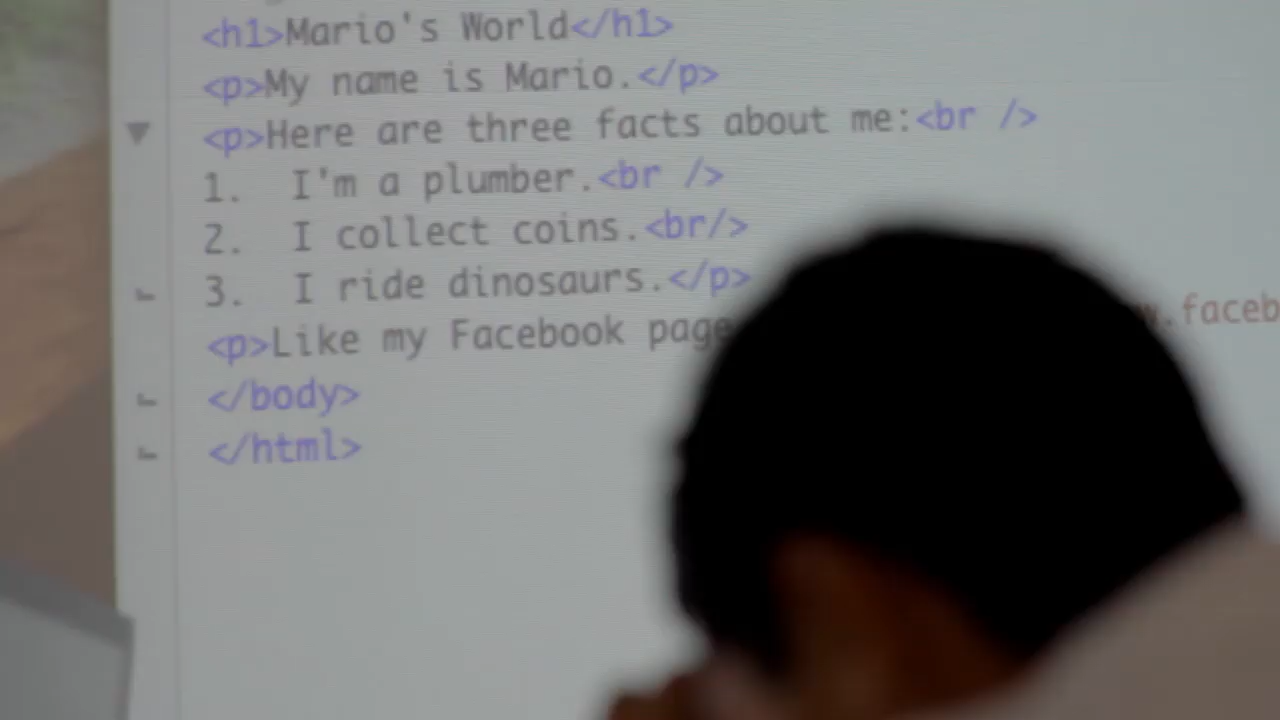 <h1>Mario's World</h1>
<p>My name is Mario.</p>
<p>Here are three facts about me:<br />
1. I'm a plumber.<br />
2. I collect coins.<br/>
3. I ride dinosaurs.</p>
<p>Like my Facebook page
</body>
</html>